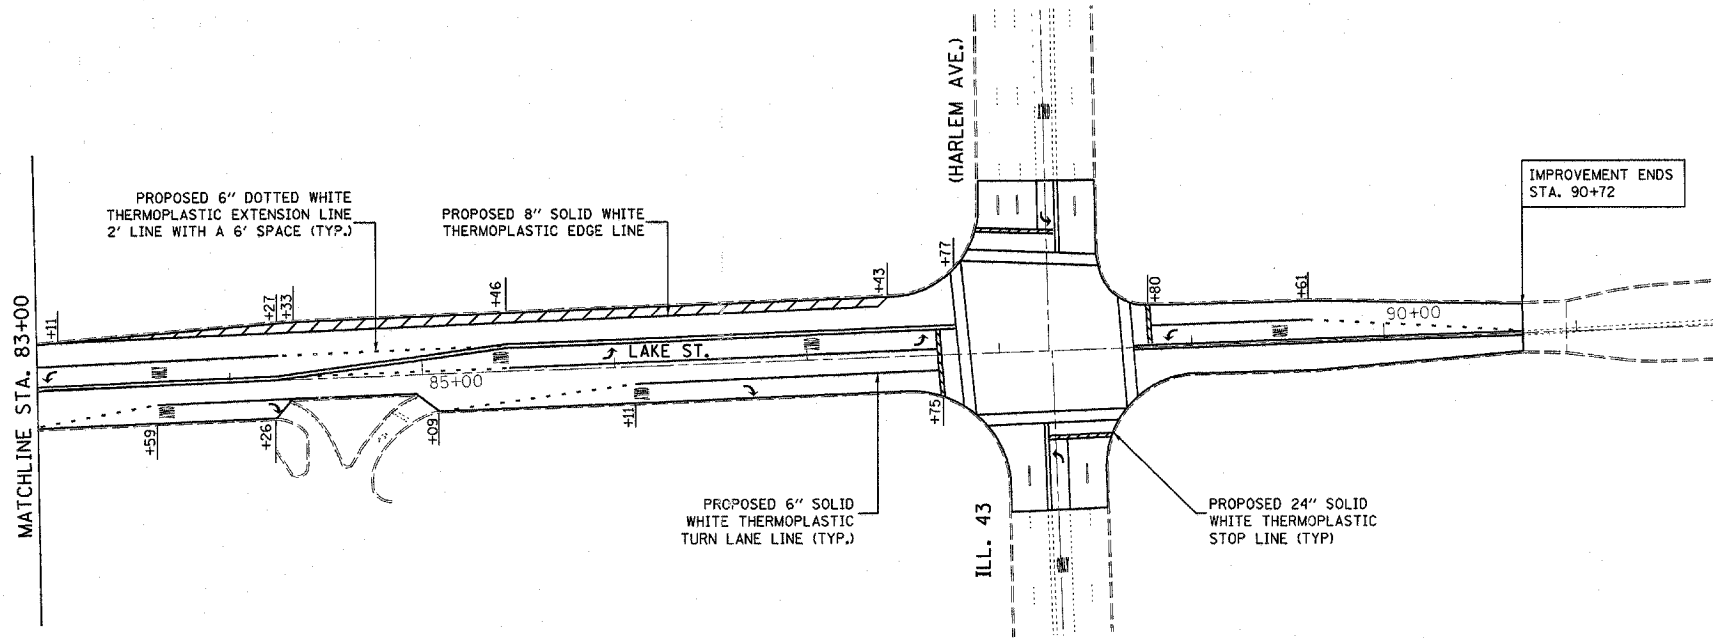 (HARLEM AVE.)
IMPROVEMENT ENDS
STA. 90+72
PROPOSED 6" DOTTED WHITE
THERMOPLASTIC EXTENSION LINE
2' LINE WITH A 6' SPACE (TYP.)
PROPOSED 8" SOLID WHITE
THERMOPLASTIC EDGE LINE
MATCHLINE STA. 83+00
+11
+27
+33
+46
+43
+77
+80
+61
90+00
LAKE ST.
85+00
+59
+26
+09
+11
+75
PROPOSED 6" SOLID
WHITE THERMOPLASTIC
TURN LANE LINE (TYP.)
ILL. 43
PROPOSED 24" SOLID
WHITE THERMOPLASTIC
STOP LINE (TYP)